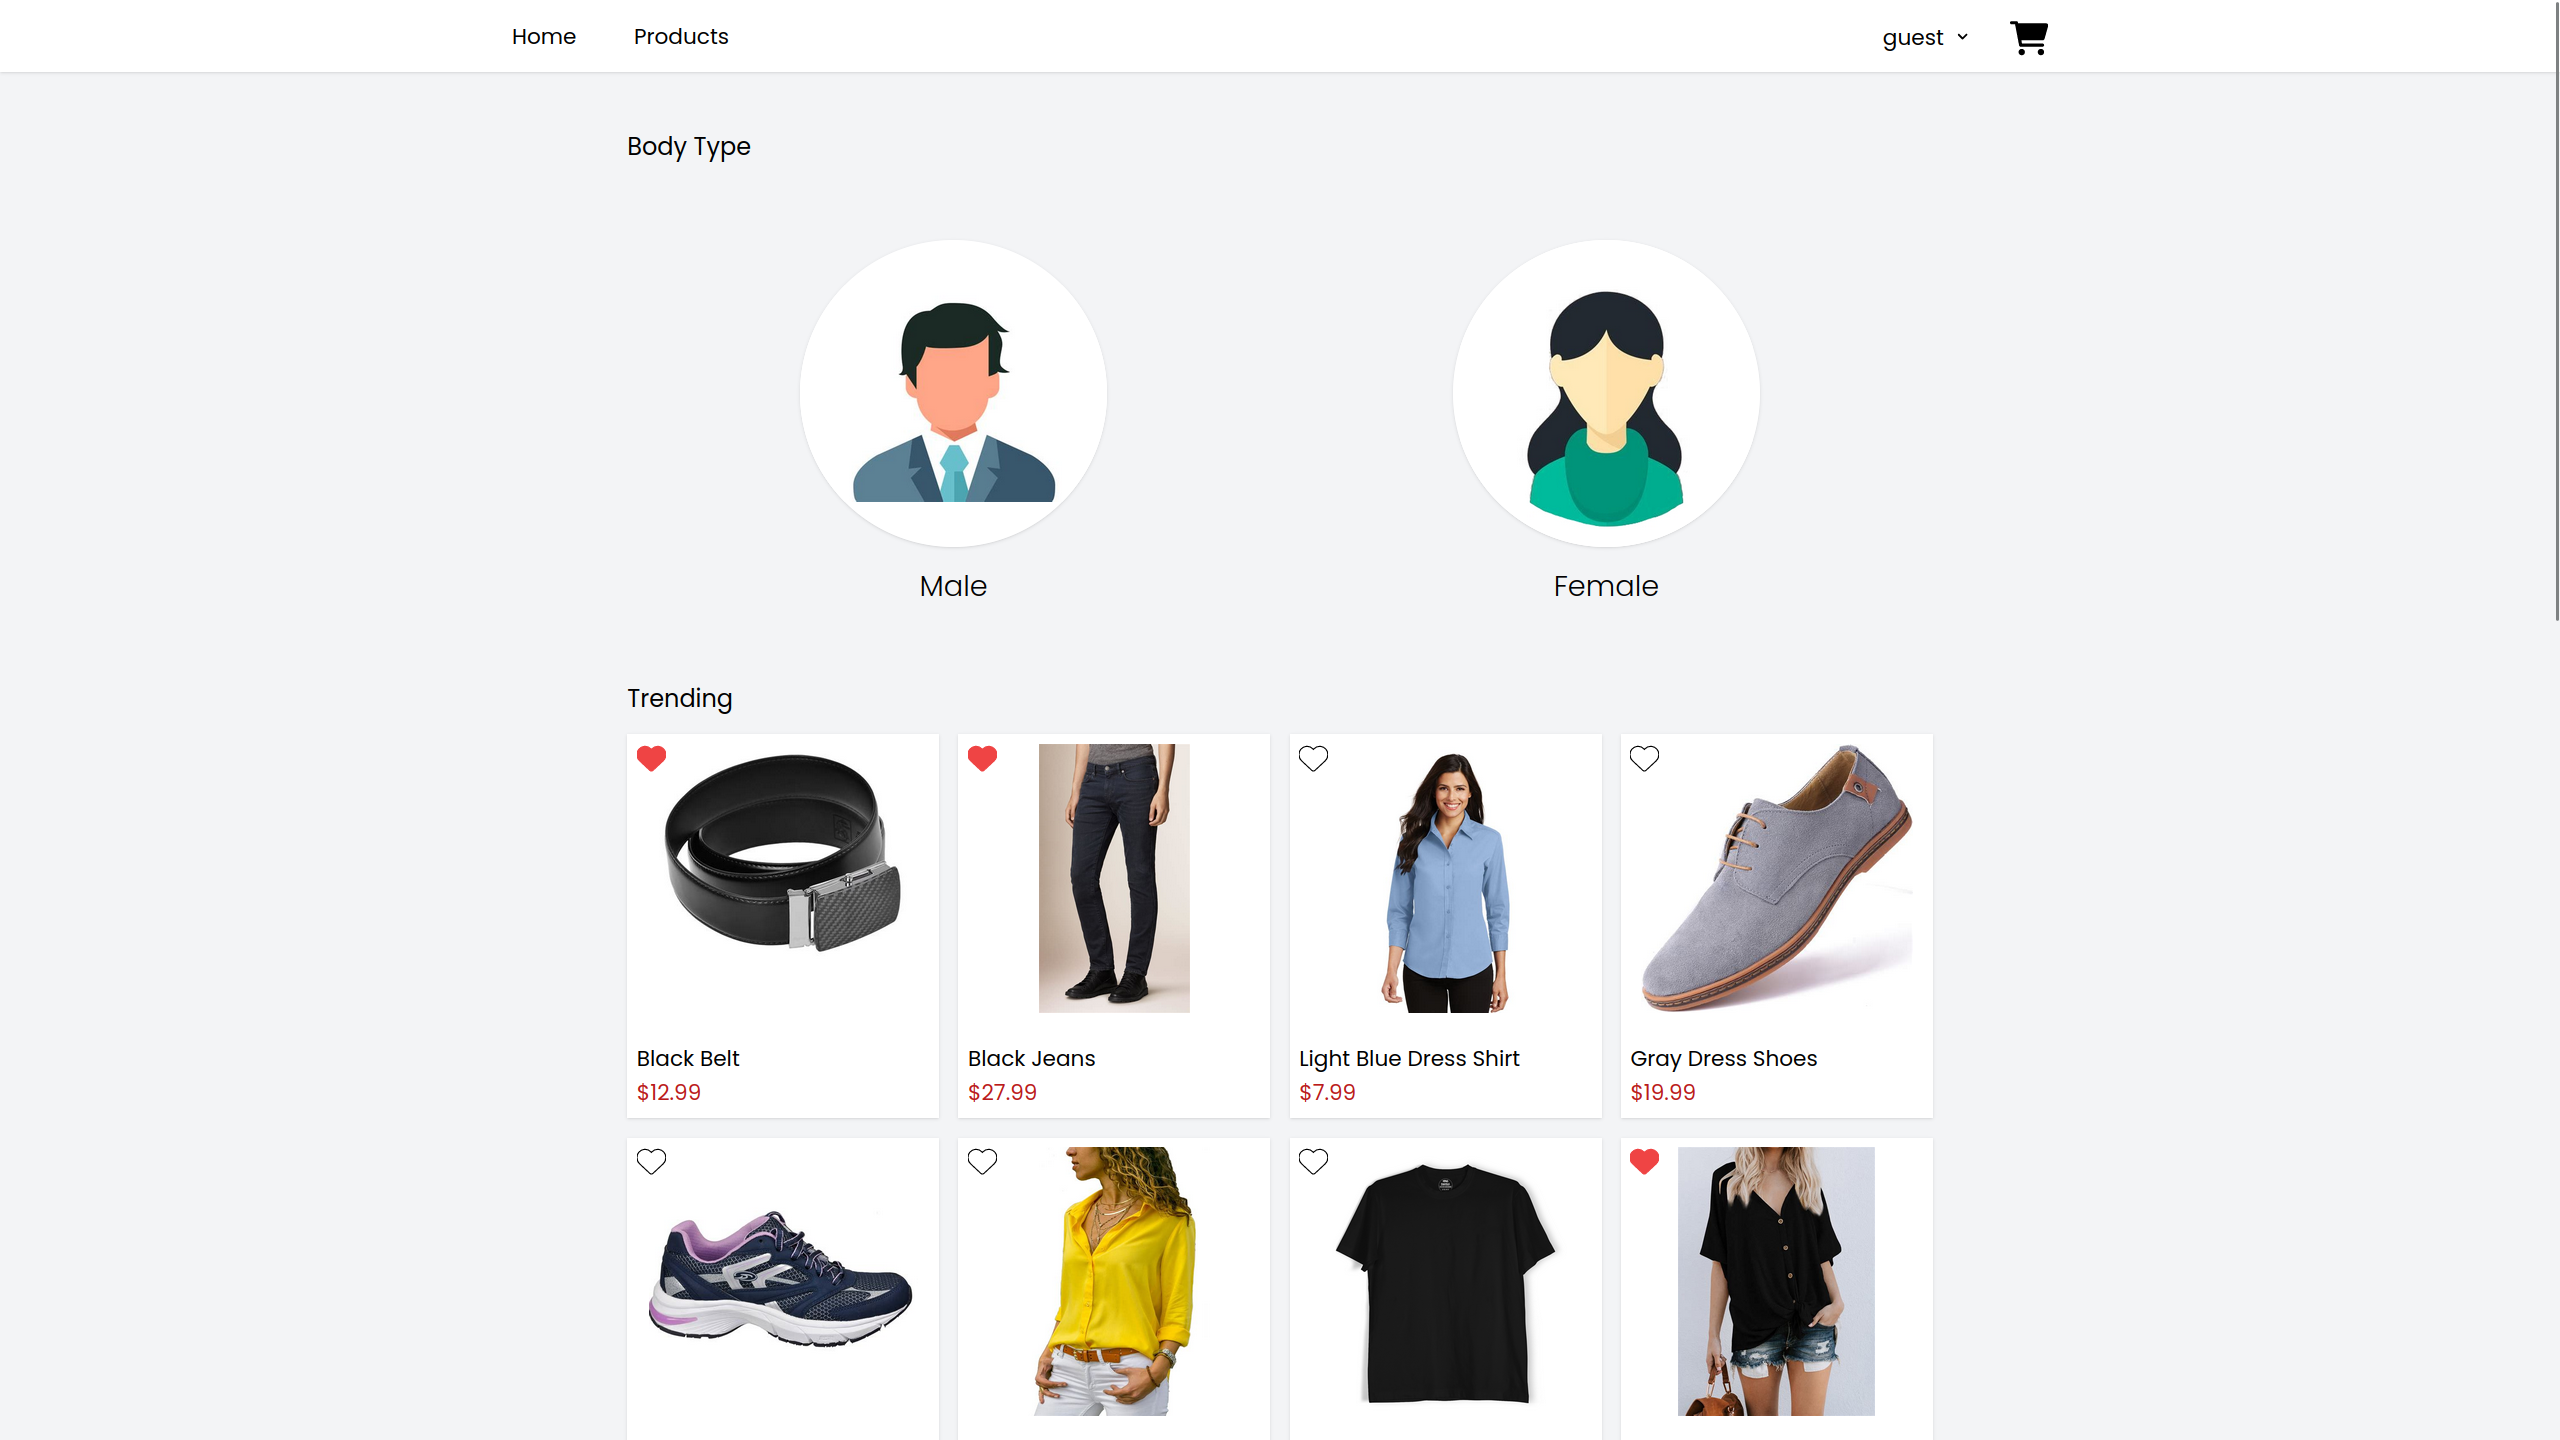 Home
Products
guest
Body Type
Male
Female
Trending
Black Belt
$12.99
Black Jeans
$27.99
Light Blue Dress Shirt
$7.99
Gray Dress Shoes
$19.99